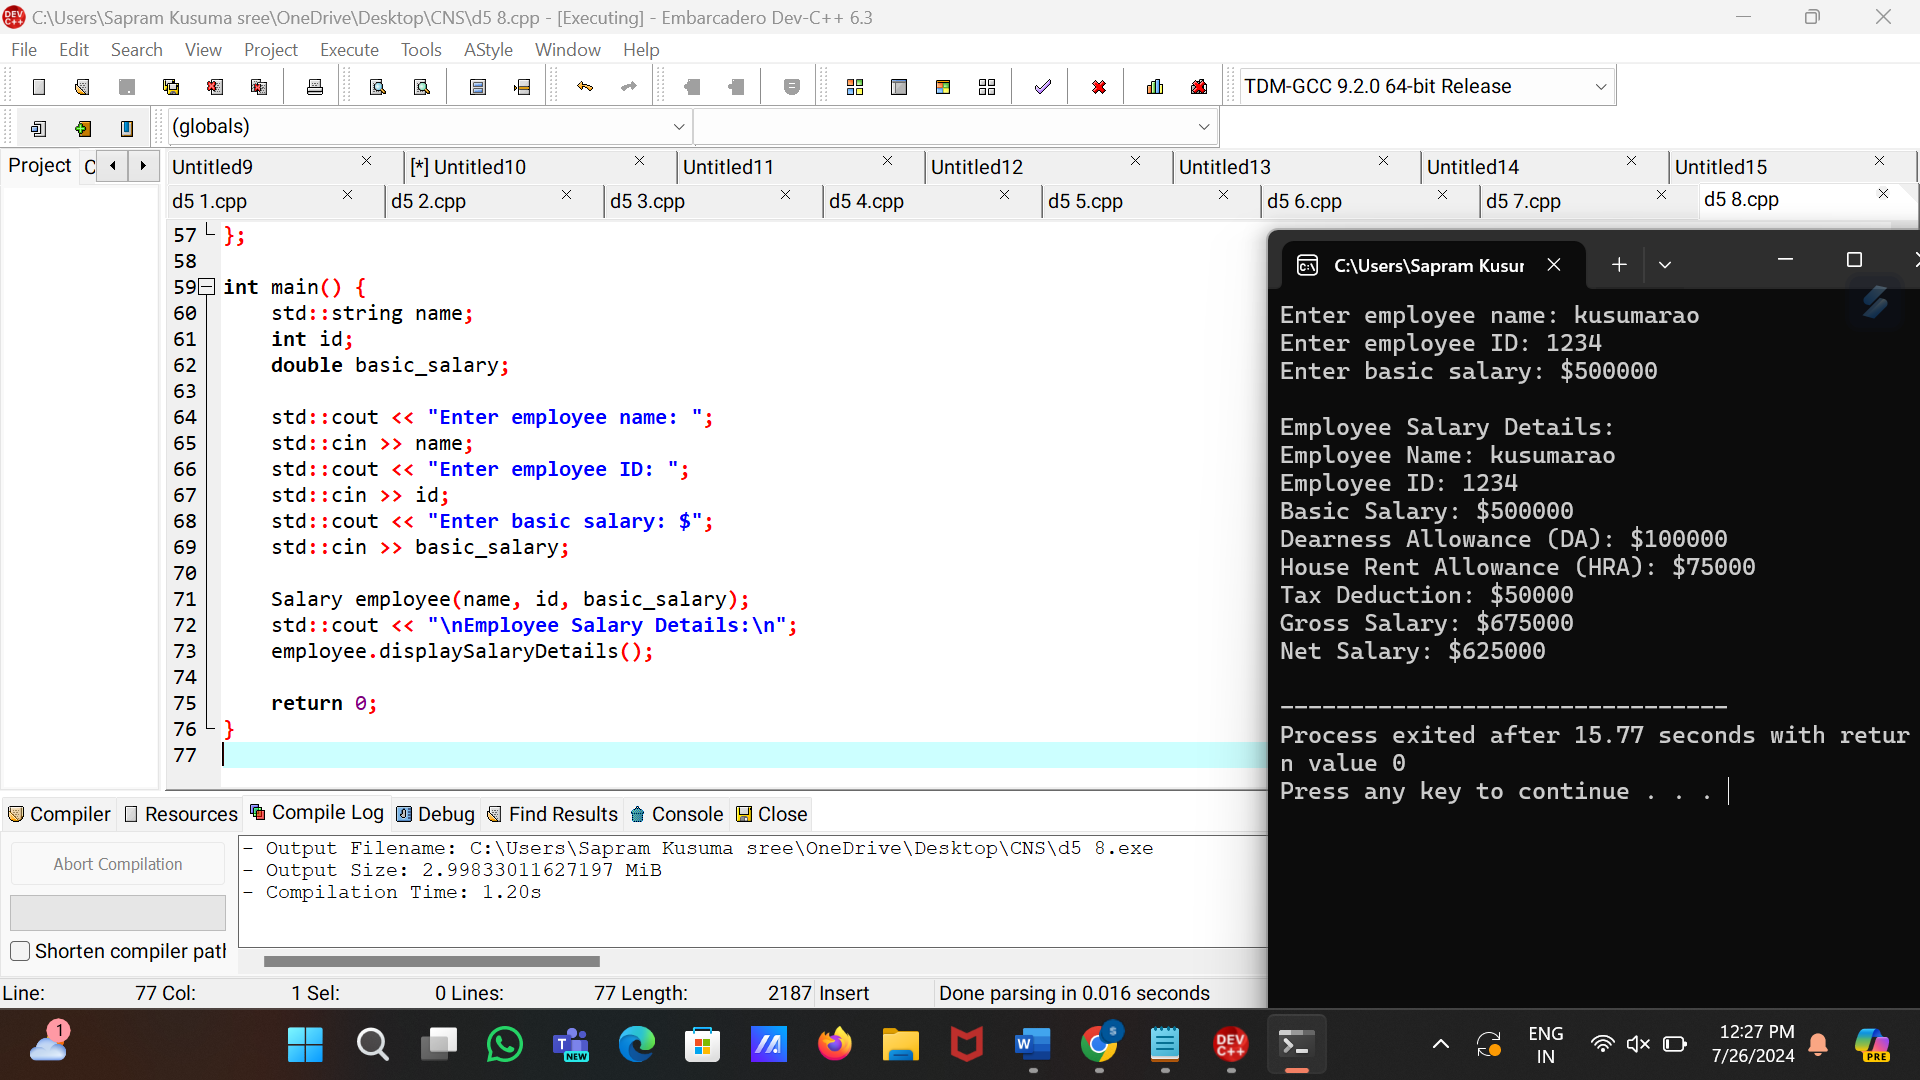 C:\Users\Sapram Kusuma sree\OneDrive\Desktop\CNS\d5 8.cpp - [Executing] - Embarcadero Dev-C++ 6.3
File Edit Search View Project Execute Tools AStyle Window Help
TDM-GCC 9.2.0 64-bit Release
(globals)
Project C
Untitled9 [*] Untitled10 Untitled11 Untitled12 Untitled13 Untitled14 Untitled15
d5 1.cpp d5 2.cpp d5 3.cpp d5 4.cpp d5 5.cpp d5 6.cpp d5 7.cpp d5 8.cpp
57 };
58
59 int main() {
60 std::string name;
61 int id;
62 double basic_salary;
63
64 std::cout << "Enter employee name: ";
65 std::cin >> name;
66 std::cout << "Enter employee ID: ";
67 std::cin >> id;
68 std::cout << "Enter basic salary: $";
69 std::cin >> basic_salary;
70
71 Salary employee(name, id, basic_salary);
72 std::cout << "\nEmployee Salary Details:\n";
73 employee.displaySalaryDetails();
74
75 return 0;
76 }
77
C:\Users\Sapram Kusur
Enter employee name: kusumarao
Enter employee ID: 1234
Enter basic salary: $500000
Employee Salary Details:
Employee Name: kusumarao
Employee ID: 1234
Basic Salary: $500000
Dearness Allowance (DA): $100000
House Rent Allowance (HRA): $75000
Tax Deduction: $50000
Gross Salary: $675000
Net Salary: $625000
--------------------------------
Process exited after 15.77 seconds with retur
n value 0
Press any key to continue . . .
Compiler Resources Compile Log Debug Find Results Console Close
Abort Compilation
Shorten compiler path
- Output Filename: C:\Users\Sapram Kusuma sree\OneDrive\Desktop\CNS\d5 8.exe
- Output Size: 2.99833011627197 MiB
- Compilation Time: 1.20s
Line: 77 Col: 1 Sel: 0 Lines: 77 Length: 2187 Insert Done parsing in 0.016 seconds
1
NEW
W
S
DEV C++
ENG
IN
12:27 PM
7/26/2024
PRE